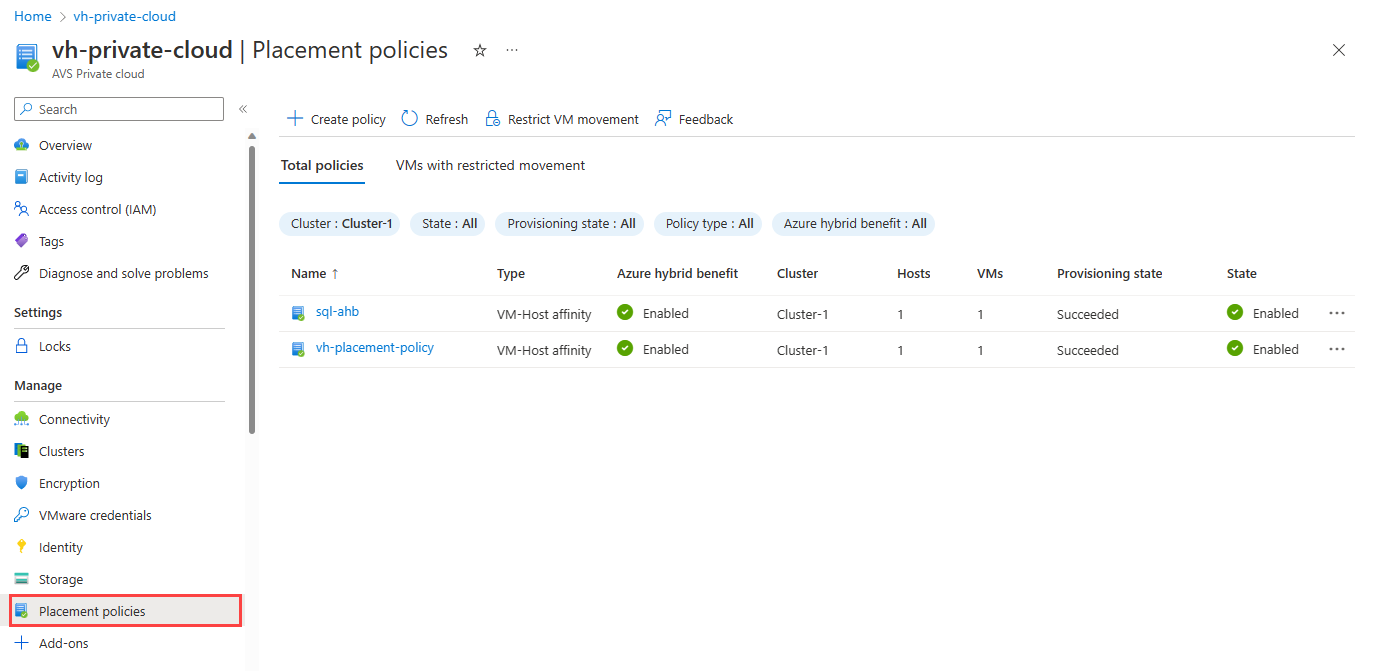 Home > vh-private-cloud
vh-private-cloud | Placement policies
AVS Private cloud
Search
Overview
Activity log
Access control (IAM)
Tags
Diagnose and solve problems
Settings
Locks
Manage
Connectivity
Clusters
Encryption
VMware credentials
Identity
Storage
Placement policies
Add-ons
Create policy Refresh Restrict VM movement Feedback
Total policies VMs with restricted movement
Cluster : Cluster-1 State : All Provisioning state : All Policy type : All Azure hybrid benefit : All
Name ↑ Type Azure hybrid benefit Cluster Hosts VMs Provisioning state State
sql-ahb VM-Host affinity Enabled Cluster-1 1 1 Succeeded Enabled
vh-placement-policy VM-Host affinity Enabled Cluster-1 1 1 Succeeded Enabled